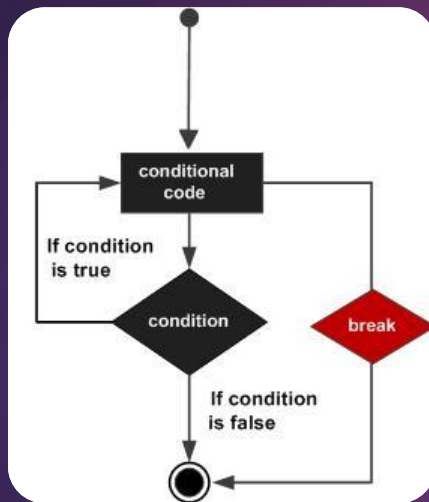 conditional
code
If condition
is true
condition
break
If condition
is false